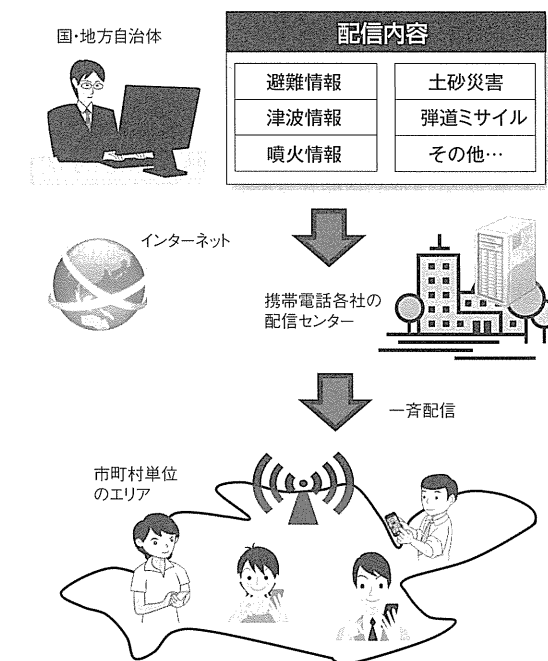 国・地方自治体
配信内容
避難情報
土砂災害
津波情報
弾道ミサイル
噴火情報
その他…
インターネット
携帯電話各社の
配信センター
一斉配信
市町村単位
のエリア